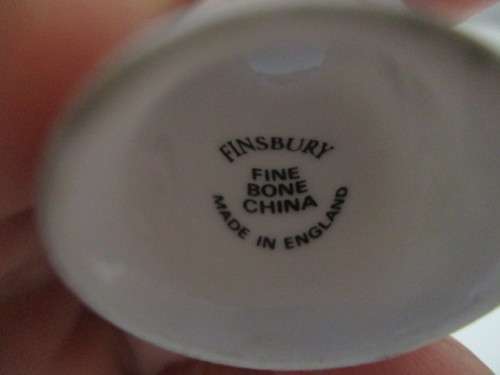 FINSBURY
FINE
BONE
CHINA
MADE IN ENGLAND